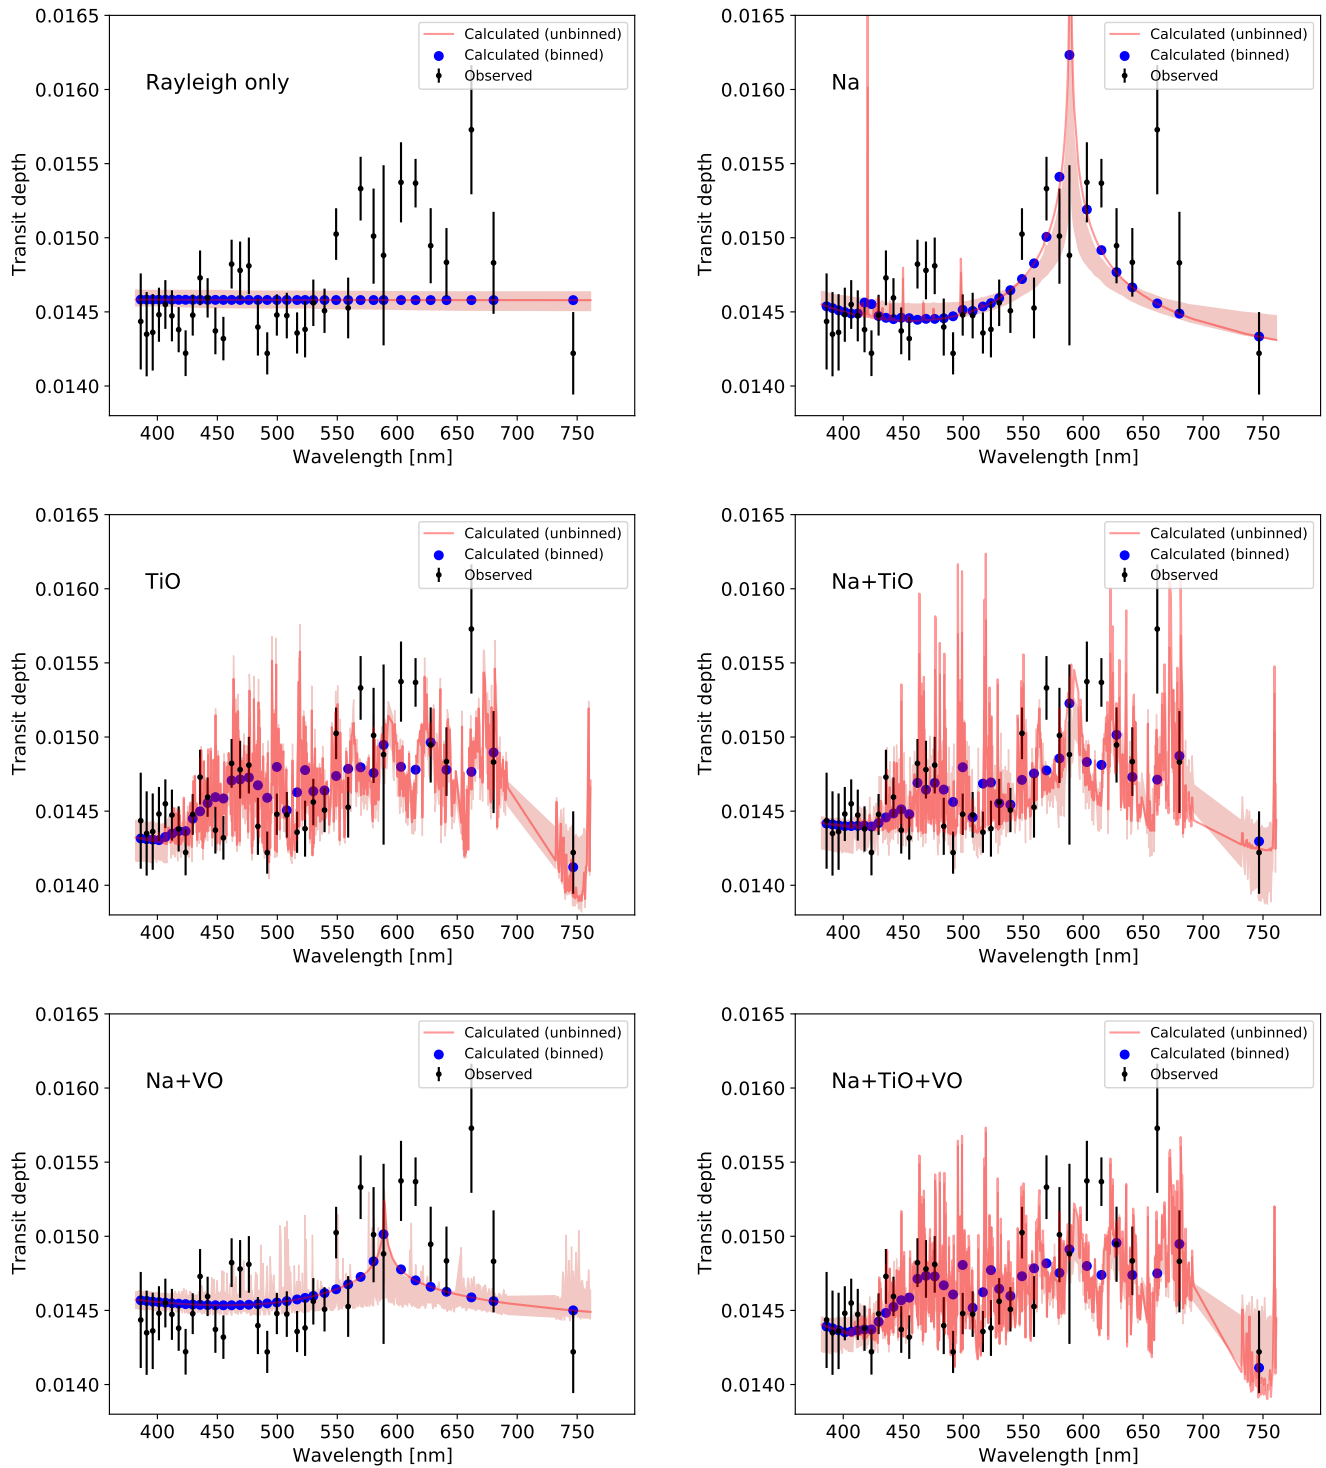 0.0165
0.0160
0.0155
0.0150
0.0145
0.0140
Transit depth
Rayleigh only
Calculated (unbinned)
Calculated (binned)
Observed
400 450 500 550 600 650 700 750
Wavelength [nm]
0.0165
0.0160
0.0155
0.0150
0.0145
0.0140
Transit depth
Na
Calculated (unbinned)
Calculated (binned)
Observed
400 450 500 550 600 650 700 750
Wavelength [nm]
0.0165
0.0160
0.0155
0.0150
0.0145
0.0140
Transit depth
TiO
Calculated (unbinned)
Calculated (binned)
Observed
400 450 500 550 600 650 700 750
Wavelength [nm]
0.0165
0.0160
0.0155
0.0150
0.0145
0.0140
Transit depth
Na+TiO
Calculated (unbinned)
Calculated (binned)
Observed
400 450 500 550 600 650 700 750
Wavelength [nm]
0.0165
0.0160
0.0155
0.0150
0.0145
0.0140
Transit depth
Na+VO
Calculated (unbinned)
Calculated (binned)
Observed
400 450 500 550 600 650 700 750
Wavelength [nm]
0.0165
0.0160
0.0155
0.0150
0.0145
0.0140
Transit depth
Na+TiO+VO
Calculated (unbinned)
Calculated (binned)
Observed
400 450 500 550 600 650 700 750
Wavelength [nm]